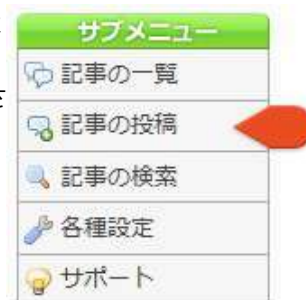 サブメニュー
記事の一覧
記事の投稿
記事の検索
各種設定
サポート